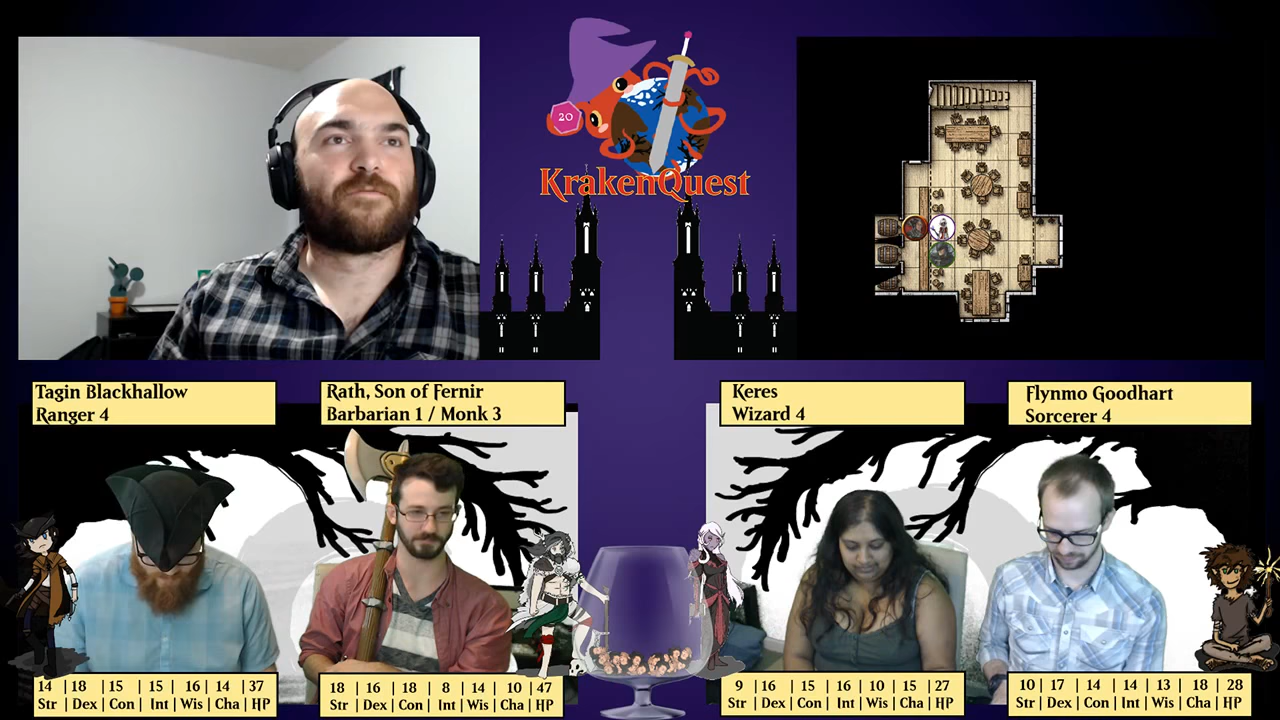 20
KrakenQuest
Tagin Blackhallow
Ranger 4
Rath, Son of Fernir
Barbarian 1 / Monk 3
Keres
Wizard 4
Flynmo Goodhart
Sorcerer 4
14 | 18 | 15 | 15 | 16 | 14 | 37
Str | Dex | Con | Int | Wis | Cha | HP
18 | 16 | 18 | 8 | 14 | 10 | 47
Str | Dex | Con | Int | Wis | Cha | HP
9 | 16 | 15 | 16 | 10 | 15 | 27
Str | Dex | Con | Int | Wis | Cha | HP
10 | 17 | 14 | 14 | 13 | 18 | 28
Str | Dex | Con | Int | Wis | Cha | HP